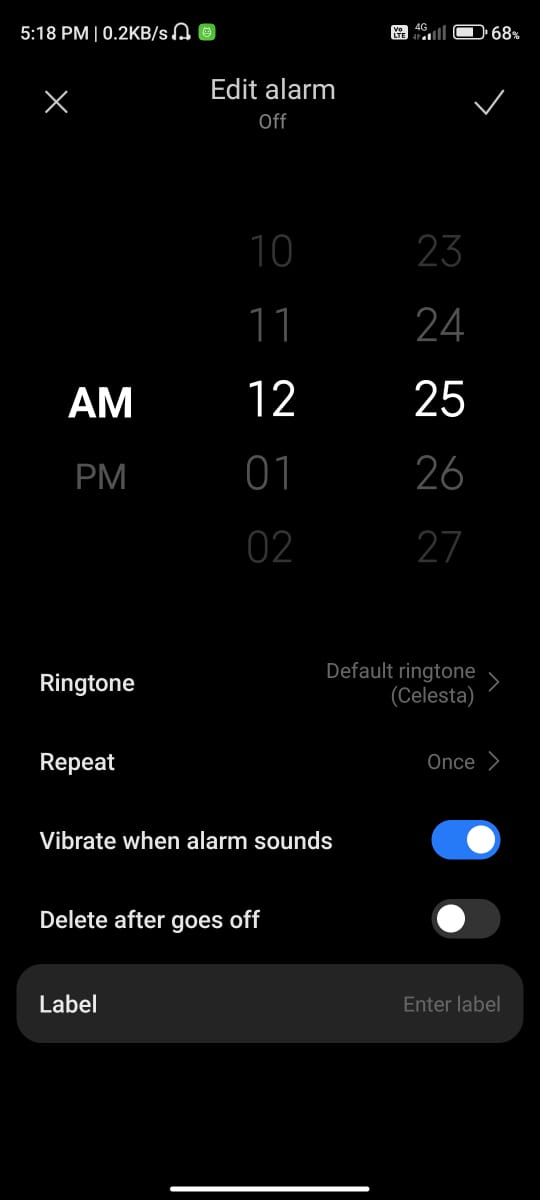 5:18 PM | 0.2KB/s
Vo LTE 4G 68%
Edit alarm
Off
10 23
11 24
AM 12 25
PM 01 26
02 27
Ringtone Default ringtone
(Celesta)
Repeat Once
Vibrate when alarm sounds
Delete after goes off
Label Enter label